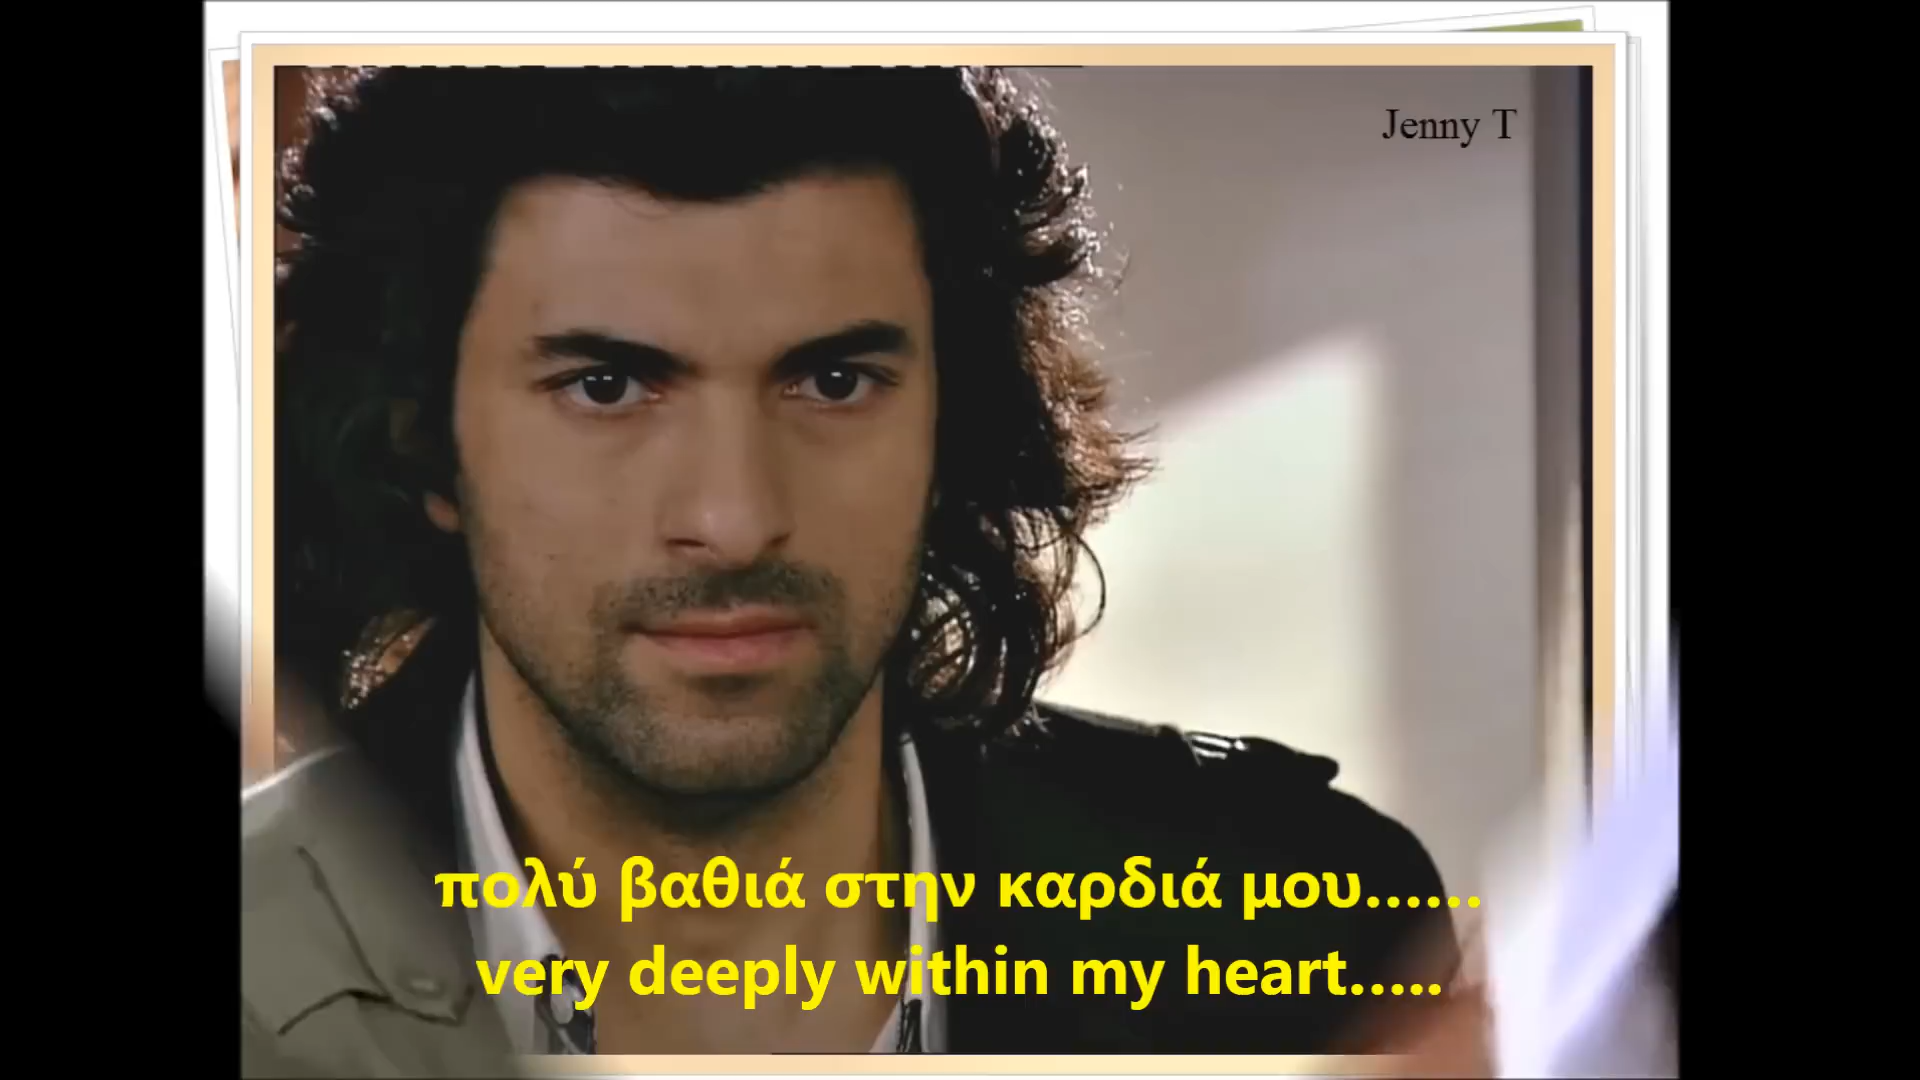 Jenny T
πολύ βαθιά στην καρδιά μου......
very deeply within my heart.....